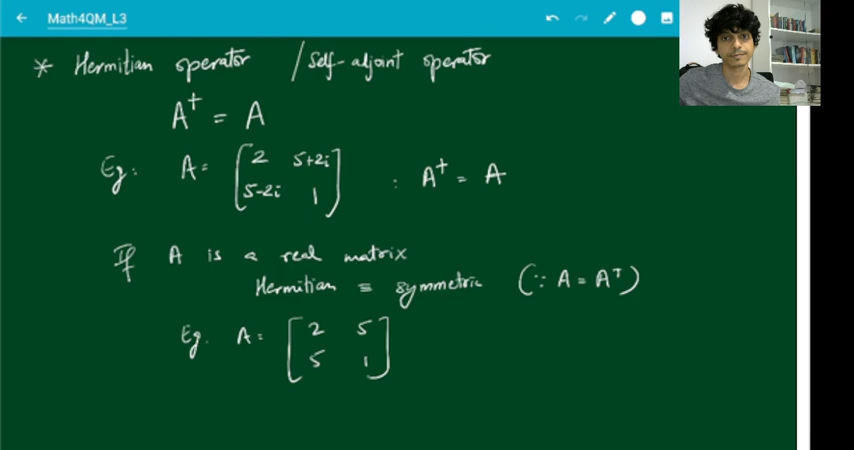 Math4QM_L3
* Hermitian operator / Self-adjoint operator
A† = A
Eg: A = [2 5+2i
5-2i 1] : A† = A
If A is a real matrix
Hermitian ≡ symmetric (∵ A = Aᵀ)
Eg. A = [2 5
5 1]